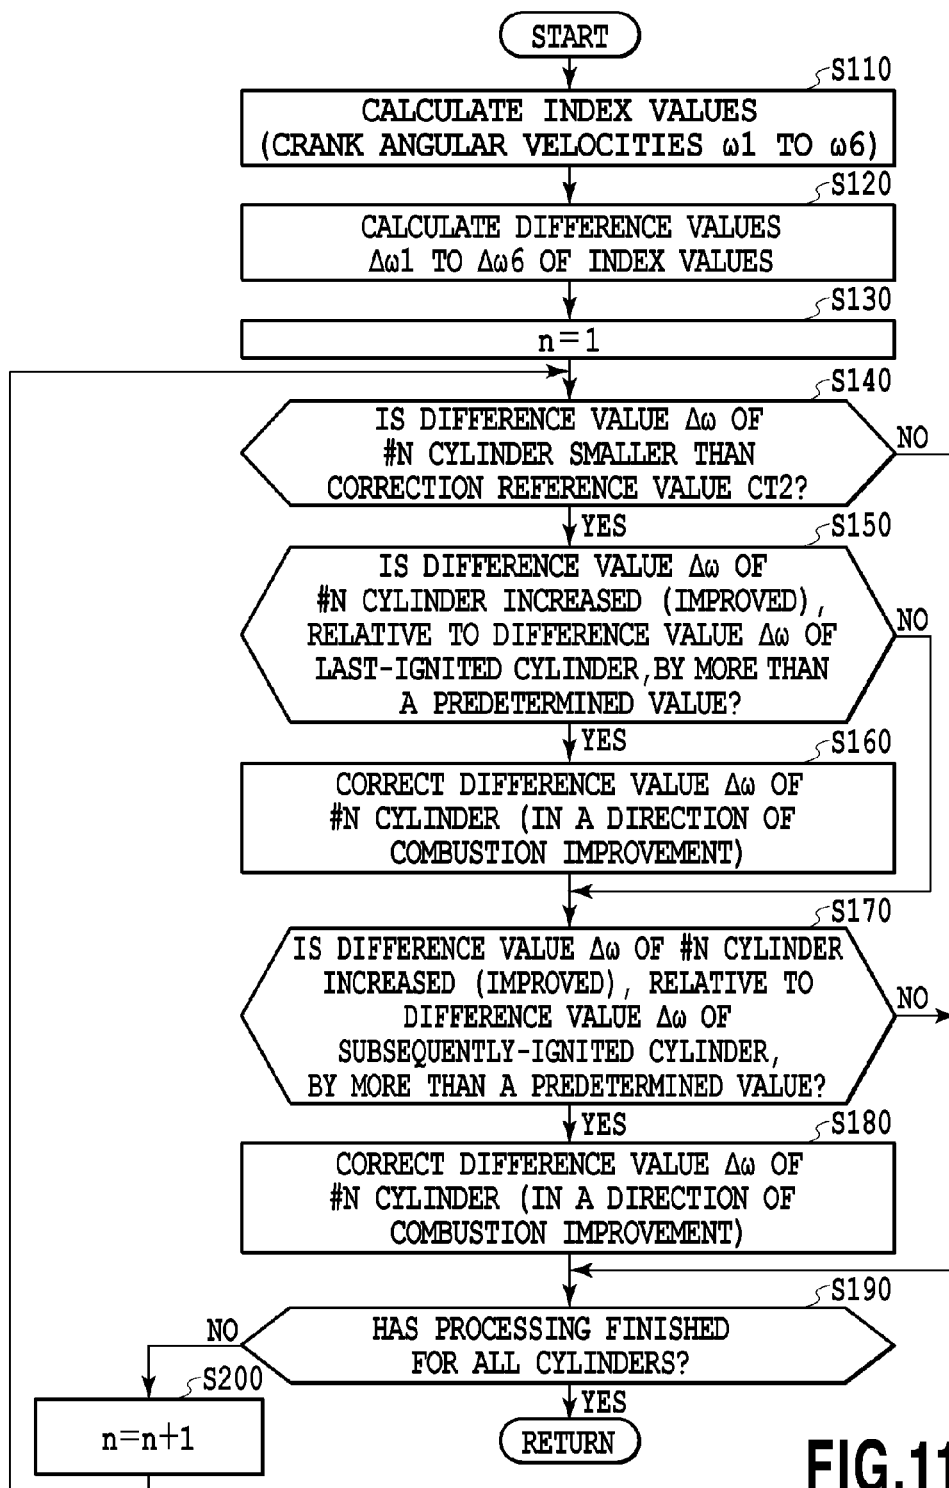 START
S110
CALCULATE INDEX VALUES
(CRANK ANGULAR VELOCITIES ω1 TO ω6)
S120
CALCULATE DIFFERENCE VALUES
Δω1 TO Δω6 OF INDEX VALUES
S130
n=1
S140
IS DIFFERENCE VALUE Δω OF
#N CYLINDER SMALLER THAN
CORRECTION REFERENCE VALUE CT2?
NO
YES
S150
IS DIFFERENCE VALUE Δω OF
#N CYLINDER INCREASED (IMPROVED),
RELATIVE TO DIFFERENCE VALUE Δω OF
LAST-IGNITED CYLINDER,BY MORE THAN
A PREDETERMINED VALUE?
NO
YES
S160
CORRECT DIFFERENCE VALUE Δω OF
#N CYLINDER (IN A DIRECTION OF
COMBUSTION IMPROVEMENT)
S170
IS DIFFERENCE VALUE Δω OF #N CYLINDER
INCREASED (IMPROVED), RELATIVE TO
DIFFERENCE VALUE Δω OF
SUBSEQUENTLY-IGNITED CYLINDER,
BY MORE THAN A PREDETERMINED VALUE?
NO
YES
S180
CORRECT DIFFERENCE VALUE Δω OF
#N CYLINDER (IN A DIRECTION OF
COMBUSTION IMPROVEMENT)
S190
HAS PROCESSING FINISHED
FOR ALL CYLINDERS?
NO
YES
S200
n=n+1
RETURN
FIG.11